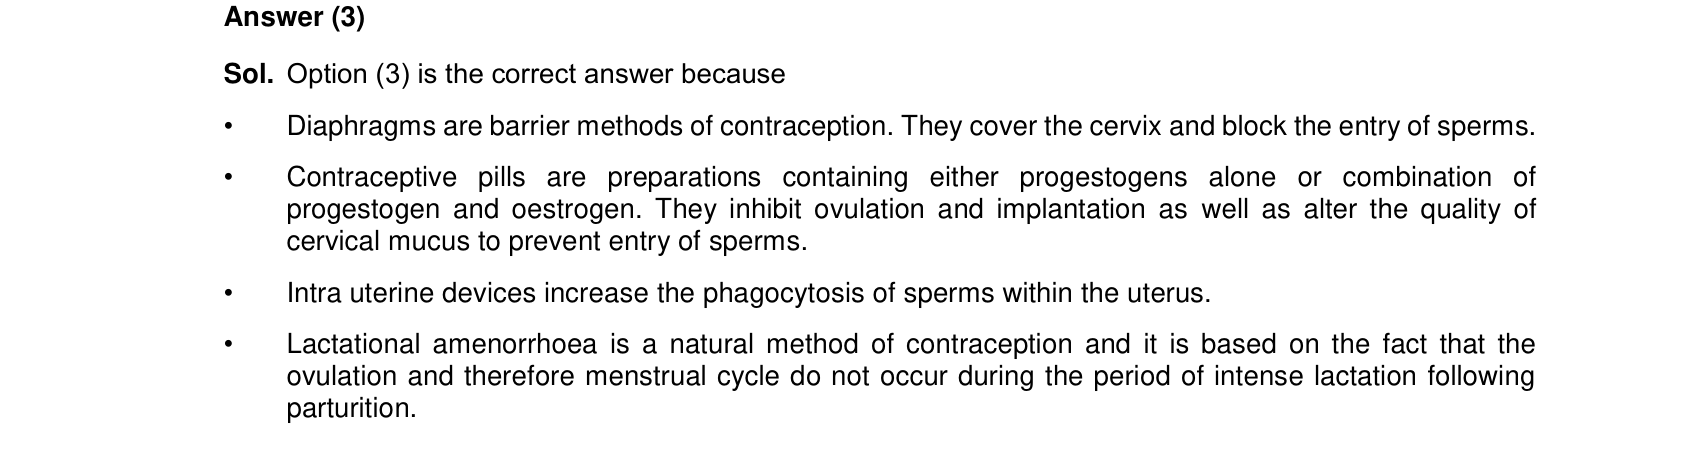 Answer (3)
Sol. Option (3) is the correct answer because
• Diaphragms are barrier methods of contraception. They cover the cervix and block the entry of sperms.
• Contraceptive pills are preparations containing either progestogens alone or combination of
progestogen and oestrogen. They inhibit ovulation and implantation as well as alter the quality of
cervical mucus to prevent entry of sperms.
• Intra uterine devices increase the phagocytosis of sperms within the uterus.
• Lactational amenorrhoea is a natural method of contraception and it is based on the fact that the
ovulation and therefore menstrual cycle do not occur during the period of intense lactation following
parturition.